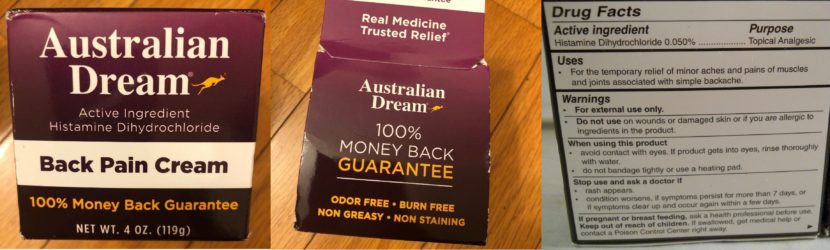 Australian
Dream®
Active Ingredient
Histamine Dihydrochloride
Back Pain Cream
100% Money Back Guarantee
NET WT. 4 OZ. (119g)
Guarantee
Real Medicine
Trusted Relief®
Australian
Dream®
100%
MONEY BACK
GUARANTEE
ODOR FREE • BURN FREE
NON GREASY • NON STAINING
Drug Facts
Active ingredient Purpose
Histamine Dihydrochloride 0.050% .................... Topical Analgesic
Uses
• For the temporary relief of minor aches and pains of muscles
and joints associated with simple backache.
Warnings
• For external use only.
• Do not use on wounds or damaged skin or if you are allergic to
ingredients in the product.
When using this product
• avoid contact with eyes. If product gets into eyes, rinse thoroughly
with water.
• do not bandage tightly or use a heating pad.
Stop use and ask a doctor if
• rash appears.
• condition worsens, if symptoms persist for more than 7 days, or
if symptoms clear up and occur again within a few days.
If pregnant or breast feeding, ask a health professional before use.
Keep out of reach of children. If swallowed, get medical help or
contact a Poison Control Center right away.